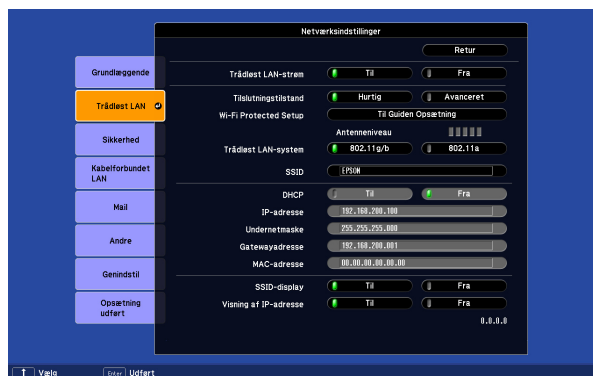 Netværksindstillinger
Retur
Grundlæggende
Trådløst LAN
Sikkerhed
Kabelforbundet
LAN
Mail
Andre
Genindstil
Opsætning
udført
Trådløst LAN-strøm Til Fra
Tilslutningstilstand Hurtig Avanceret
Wi-Fi Protected Setup Til Guiden Opsætning
Antenneniveau
Trådløst LAN-system 802.11g/b 802.11a
SSID EPSON
DHCP Til Fra
IP-adresse 192.168.200.100
Undernetmaske 255.255.255.000
Gatewayadresse 192.168.200.001
MAC-adresse 00.00.00.00.00.00
SSID-display Til Fra
Visning af IP-adresse Til Fra
0.0.0.0
Vælg Enter Udført